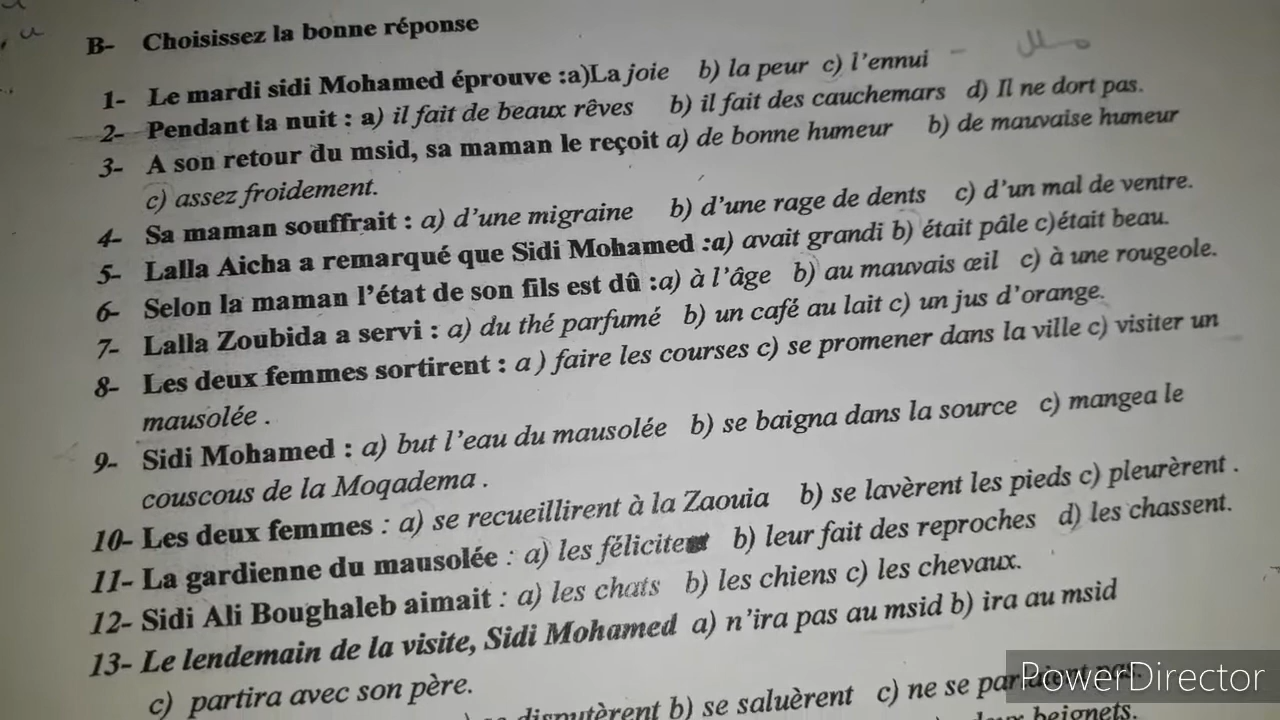 B- Choisissez la bonne réponse
1- Le mardi sidi Mohamed éprouve :a)La joie b) la peur c) l'ennui
2- Pendant la nuit : a) il fait de beaux rêves b) il fait des cauchemars d) Il ne dort pas.
3- A son retour du msid, sa maman le reçoit a) de bonne humeur b) de mauvaise humeur
c) assez froidement.
4- Sa maman souffrait : a) d'une migraine b) d'une rage de dents c) d'un mal de ventre.
5- Lalla Aicha a remarqué que Sidi Mohamed :a) avait grandi b) était pâle c)était beau.
6- Selon la maman l'état de son fils est dû :a) à l'âge b) au mauvais œil c) à une rougeole.
7- Lalla Zoubida a servi : a) du thé parfumé b) un café au lait c) un jus d'orange.
8- Les deux femmes sortirent : a ) faire les courses c) se promener dans la ville c) visiter un
mausolée .
9- Sidi Mohamed : a) but l'eau du mausolée b) se baigna dans la source c) mangea le
couscous de la Moqadema .
10- Les deux femmes : a) se recueillirent à la Zaouia b) se lavèrent les pieds c) pleurèrent .
11- La gardienne du mausolée : a) les félicite b) leur fait des reproches d) les chassent.
12- Sidi Ali Boughaleb aimait : a) les chats b) les chiens c) les chevaux.
13- Le lendemain de la visite, Sidi Mohamed a) n'ira pas au msid b) ira au msid
c) partira avec son père.
disputèrent b) se saluèrent c) ne se parlaient pas.
beignets.
PowerDirector